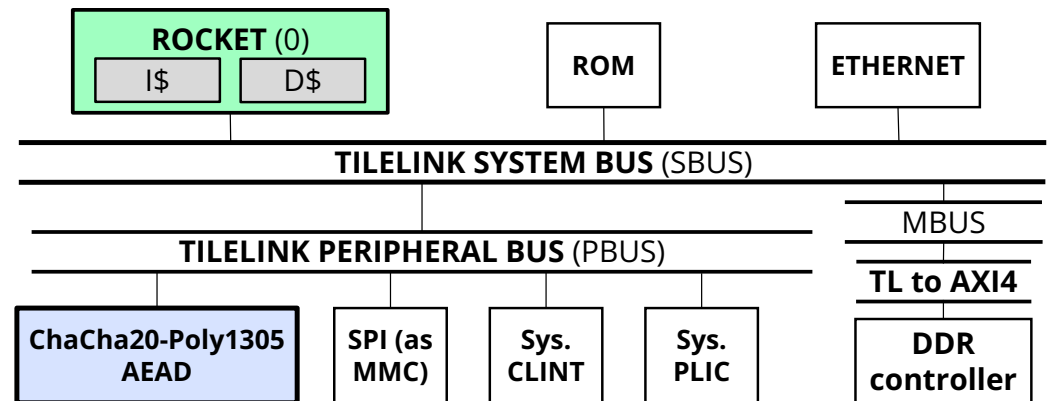 ROCKET (0)
I$
D$
ROM
ETHERNET
TILELINK SYSTEM BUS (SBUS)
MBUS
TILELINK PERIPHERAL BUS (PBUS)
TL to AXI4
ChaCha20-Poly1305
AEAD
SPI (as
MMC)
Sys.
CLINT
Sys.
PLIC
DDR
controller